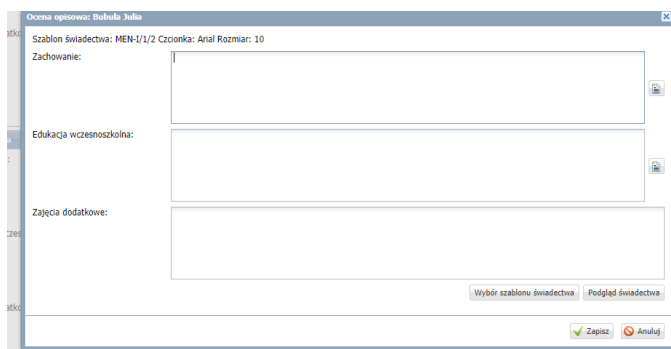 Ocena opisowa: Bubula Julia
Szablon świadectwa: MEN-I/1/2 Czcionka: Arial Rozmiar: 10
Zachowanie:
Edukacja wczesnoszkolna:
Zajęcia dodatkowe:
Wybór szablonu świadectwa Podgląd świadectwa
Zapisz Anuluj